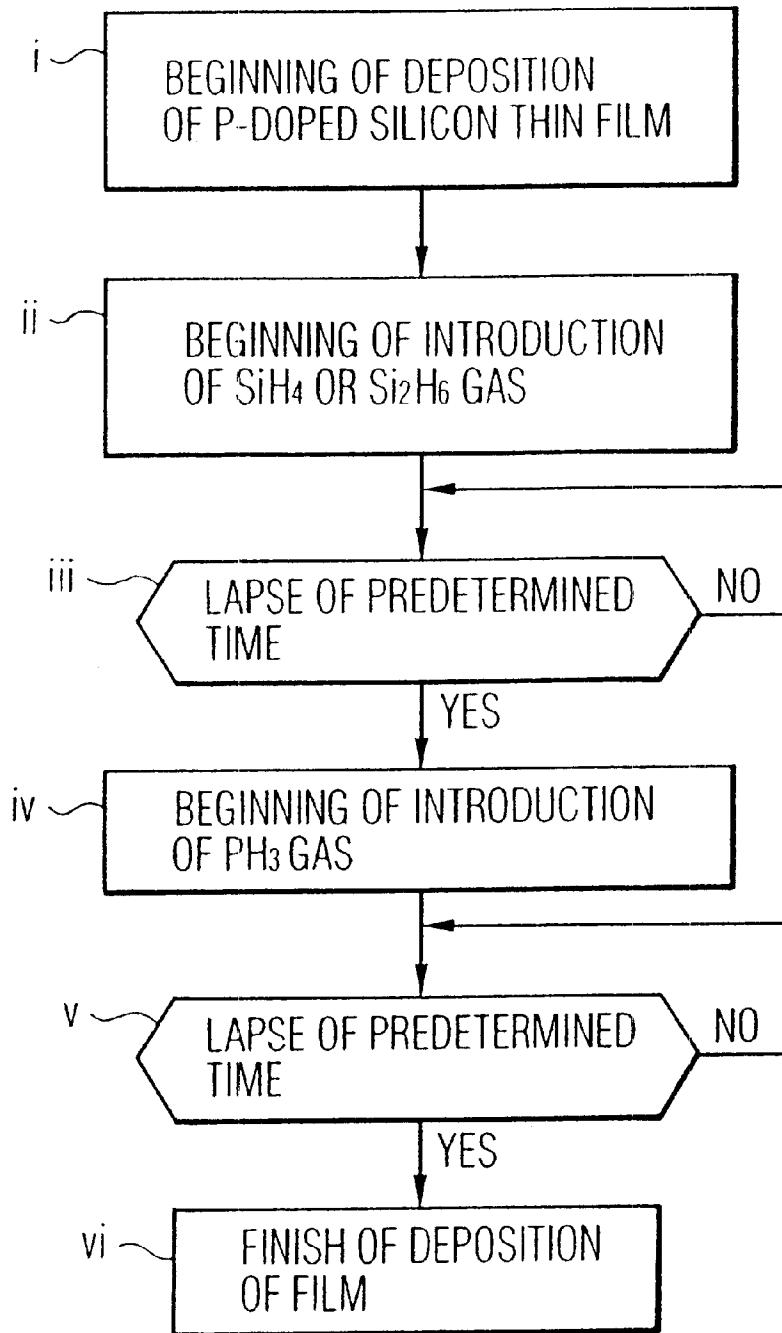 i
BEGINNING OF DEPOSITION
OF P-DOPED SILICON THIN FILM
ii
BEGINNING OF INTRODUCTION
OF SiH₄ OR Si₂H₆ GAS
iii
LAPSE OF PREDETERMINED
TIME
NO
YES
iv
BEGINNING OF INTRODUCTION
OF PH₃ GAS
v
LAPSE OF PREDETERMINED
TIME
NO
YES
vi
FINISH OF DEPOSITION
OF FILM